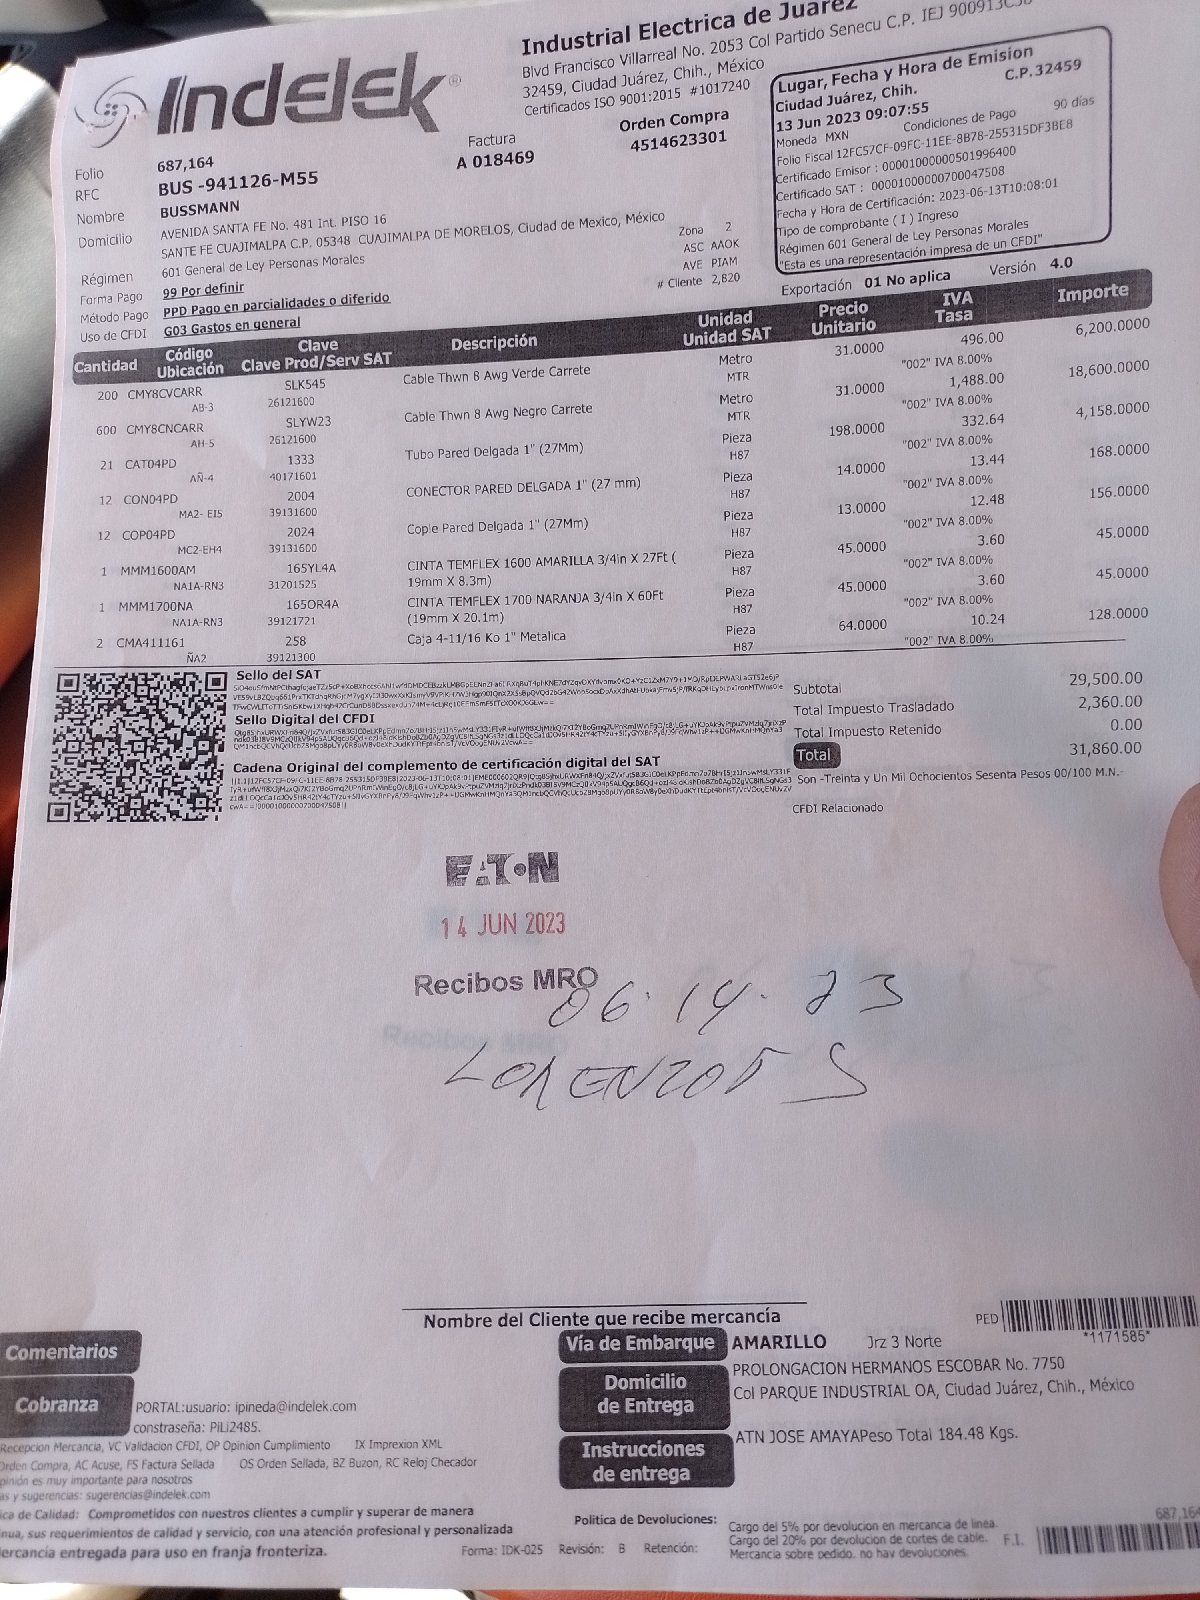 Indelek®
Industrial Electrica de Juarez
Blvd Francisco Villarreal No. 2053 Col Partido Senecu C.P. IEJ
32459, Ciudad Juárez, Chih., México
Certificados ISO 9001:2015 #1017240
Lugar, Fecha y Hora de Emision
Ciudad Juárez, Chih. C.P.32459
13 Jun 2023 09:07:55
Moneda MXN Condiciones de Pago 90 días
Folio Fiscal 12FC57CF-09FC-11EE-8B78-255315DF3BE8
Certificado Emisor : 00001000000501996400
Certificado SAT : 00001000000700047508
Fecha y Hora de Certificación: 2023-06-13T10:08:01
Tipo de comprobante ( I ) Ingreso
Régimen 601 General de Ley Personas Morales
"Esta es una representación impresa de un CFDI"
Factura
A 018469
Orden Compra
4514623301
Folio 687,164
RFC BUS -941126-M55
Nombre BUSSMANN
Domicilio AVENIDA SANTA FE No. 481 Int. PISO 16
SANTE FE CUAJIMALPA C.P. 05348 CUAJIMALPA DE MORELOS, Ciudad de Mexico, México
Régimen 601 General de Ley Personas Morales
Forma Pago 99 Por definir
Método Pago PPD Pago en parcialidades o diferido
Uso de CFDI G03 Gastos en general
Zona 2
ASC AAOK
AVE PIAM
# Cliente 2,820
Exportación 01 No aplica Versión 4.0
Cantidad Código Ubicación Clave Clave Prod/Serv SAT Descripción Unidad Unidad SAT Precio Unitario IVA Tasa Importe
200 CMY8CVCARR SLK545 Cable Thwn 8 Awg Verde Carrete Metro 31.0000 496.00 6,200.0000
AB-3 26121600 MTR "002" IVA 8.00%
600 CMY8CNCARR SLYW23 Cable Thwn 8 Awg Negro Carrete Metro 31.0000 1,488.00 18,600.0000
AH-5 26121600 MTR "002" IVA 8.00%
21 CAT04PD 1333 Tubo Pared Delgada 1" (27Mm) Pieza 198.0000 332.64 4,158.0000
AÑ-4 40171601 H87 "002" IVA 8.00%
12 CON04PD 2004 CONECTOR PARED DELGADA 1" (27 mm) Pieza 14.0000 13.44 168.0000
MA2- EI5 39131600 H87 "002" IVA 8.00%
12 COP04PD 2024 Cople Pared Delgada 1" (27Mm) Pieza 13.0000 12.48 156.0000
MC2-EH4 39131600 H87 "002" IVA 8.00%
1 MMM1600AM 165YL4A CINTA TEMFLEX 1600 AMARILLA 3/4in X 27Ft ( Pieza 45.0000 3.60 45.0000
NA1A-RN3 31201525 19mm X 8.3m) H87 "002" IVA 8.00%
1 MMM1700NA 165OR4A CINTA TEMFLEX 1700 NARANJA 3/4in X 60Ft Pieza 45.0000 3.60 45.0000
NA1A-RN3 39121721 (19mm X 20.1m) H87 "002" IVA 8.00%
2 CMA411161 258 Caja 4-11/16 Ko 1" Metalica Pieza 64.0000 10.24 128.0000
ÑA2 39121300 H87 "002" IVA 8.00%
Sello del SAT
Sello Digital del CFDI
Cadena Original del complemento de certificación digital del SAT
Subtotal 29,500.00
Total Impuesto Trasladado 2,360.00
Total Impuesto Retenido 0.00
Total 31,860.00
Son -Treinta y Un Mil Ochocientos Sesenta Pesos 00/100 M.N.-
CFDI Relacionado
EATON
14 JUN 2023
Recibos MRO
06.14.23
LORENZO
Nombre del Cliente que recibe mercancía
PED
*1171585*
Comentarios
Vía de Embarque AMARILLO Jrz 3 Norte
Domicilio de Entrega PROLONGACION HERMANOS ESCOBAR No. 7750
Col PARQUE INDUSTRIAL OA, Ciudad Juárez, Chih., México
Cobranza PORTAL:usuario: ipineda@indelek.com
constraseña: PiLi2485.
Instrucciones de entrega ATN JOSE AMAYAPeso Total 184.48 Kgs.
Recepcion Mercancia, VC Validacion CFDI, OP Opinion Cumplimiento IX Imprexion XML
Orden Compra, AC Acuse, FS Factura Sellada OS Orden Sellada, BZ Buzon, RC Reloj Checador
es muy importante para nosotros
y sugerencias: sugerencias@indelek.com
ica de Calidad: Comprometidos con nuestros clientes a cumplir y superar de manera
nua, sus requerimientos de calidad y servicio, con una atención profesional y personalizada
ercancia entregada para uso en franja fronteriza.
Forma: IDK-025 Revisión: B Retención:
Politica de Devoluciones: Cargo del 5% por devolucion en mercancia de linea.
Cargo del 20% por devolucion de cortes de cable.
Mercancia sobre pedido. no hay devoluciones.
F.I.
687,164